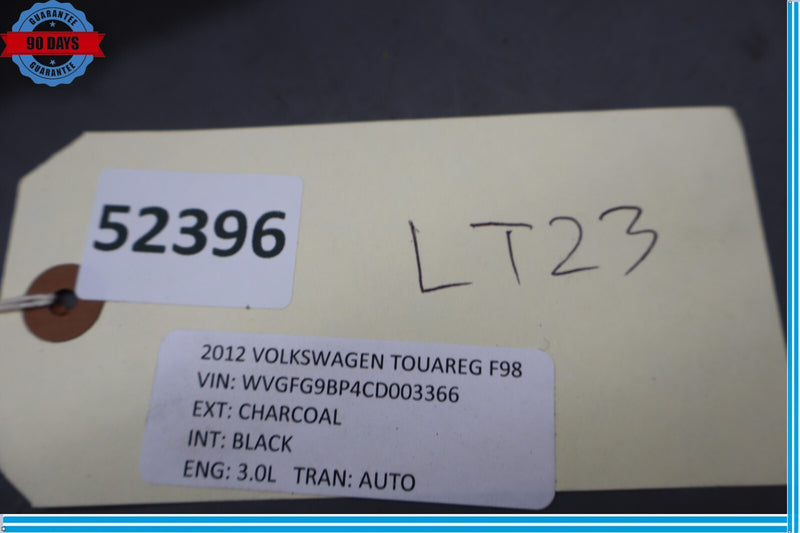 GUARANTEE
90 DAYS
GUARANTEE
52396
LT23
2012 VOLKSWAGEN TOUAREG F98
VIN: WVGFG9BP4CD003366
EXT: CHARCOAL
INT: BLACK
ENG: 3.0L TRAN: AUTO